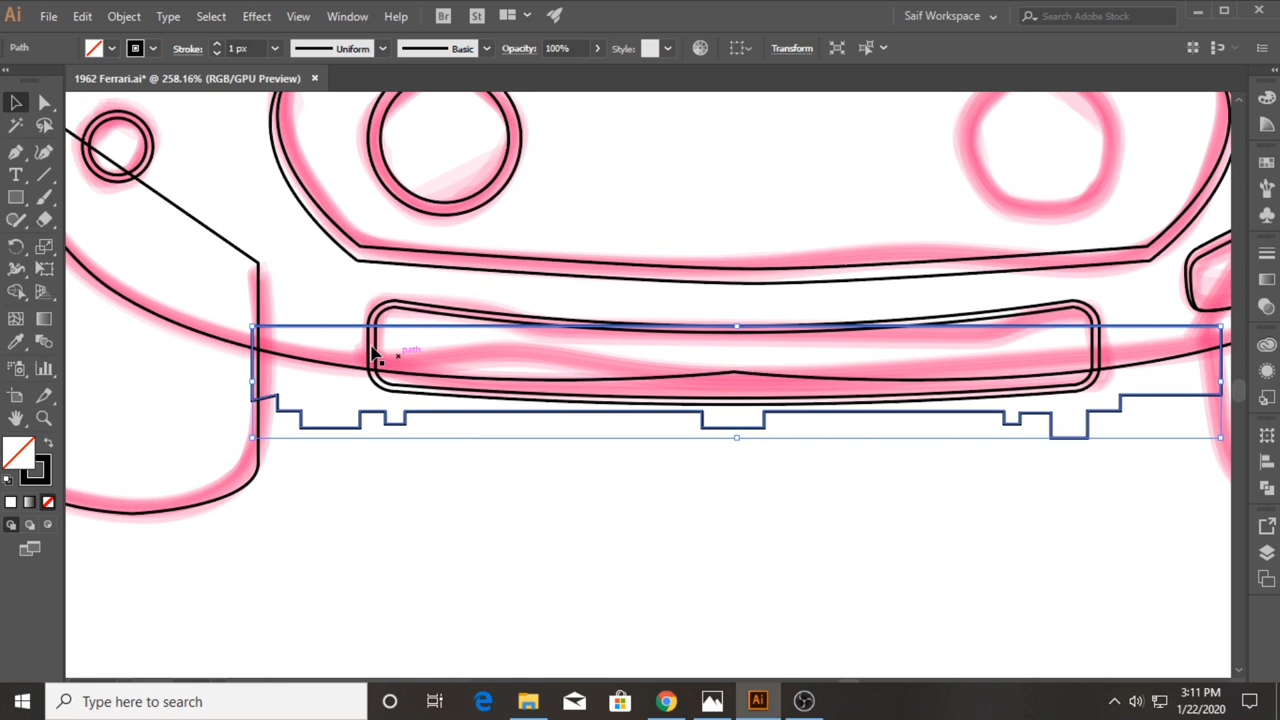 Ai File Edit Object Type Select Effect View Window Help Br St Saif Workspace Search Adobe Stock
Path Stroke: 1 px Uniform Basic Opacity: 100% Style: Transform
1962 Ferrari.ai* @ 258.16% (RGB/GPU Preview) ×
path
Type here to search
Ai
3:11 PM
1/22/2020